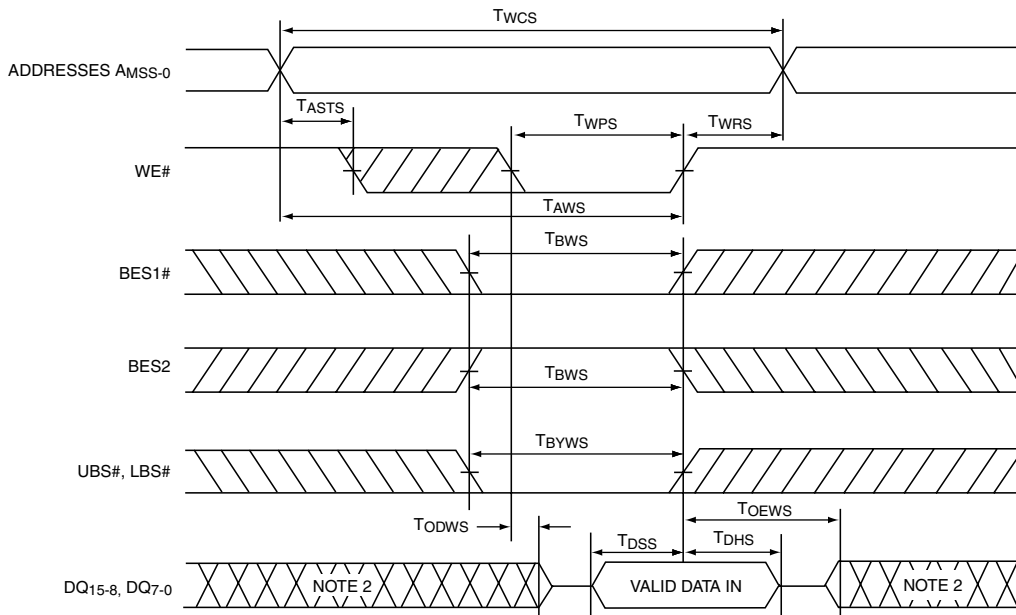 TWCS
ADDRESSES AMSS-0
TASTS
TWPS
TWRS
WE#
TAWS
TBWS
BES1#
BES2
TBWS
TBYWS
UBS#, LBS#
TODWS
TOEWS
TDSS
TDHS
DQ15-8, DQ7-0
NOTE 2
VALID DATA IN
NOTE 2